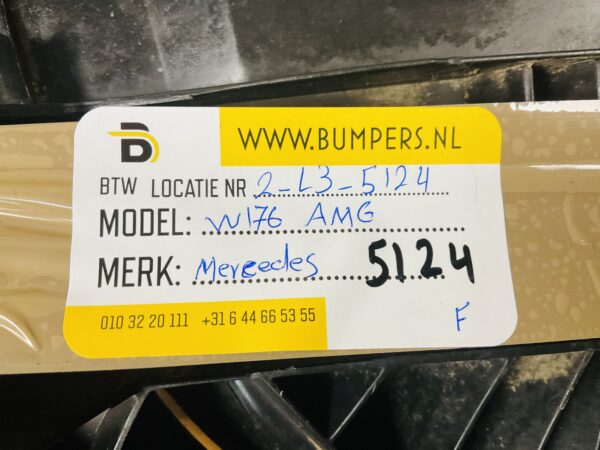 B
WWW.BUMPERS.NL
BTW LOCATIE NR 2-L3-5124
MODEL: W176 AMG
MERK: Mercedes 5124
010 32 20 111 +31 6 44 66 53 55
F